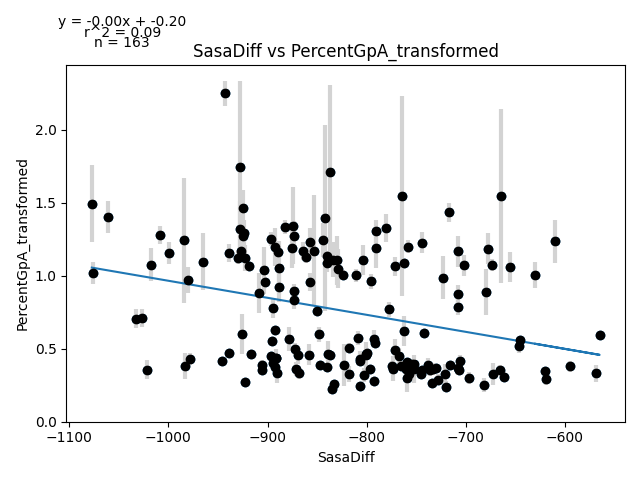 y = -0.00x + -0.20
r^2 = 0.09
n = 163
SasaDiff vs PercentGpA_transformed
PercentGpA_transformed
2.0
1.5
1.0
0.5
0.0
−1100
−1000
−900
−800
−700
−600
SasaDiff